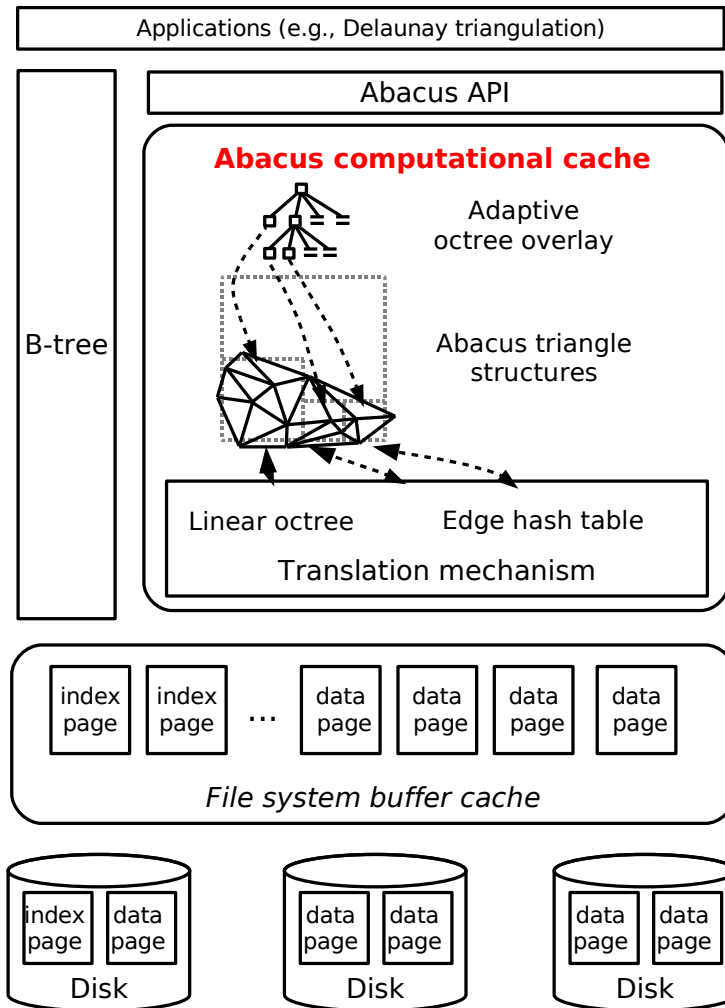 Applications (e.g., Delaunay triangulation)
Abacus API
Abacus computational cache
Adaptive
octree overlay
B-tree
Abacus triangle
structures
Linear octree
Edge hash table
Translation mechanism
index
page
index
page
...
data
page
data
page
data
page
data
page
File system buffer cache
index
page
data
page
Disk
data
page
data
page
Disk
data
page
data
page
Disk